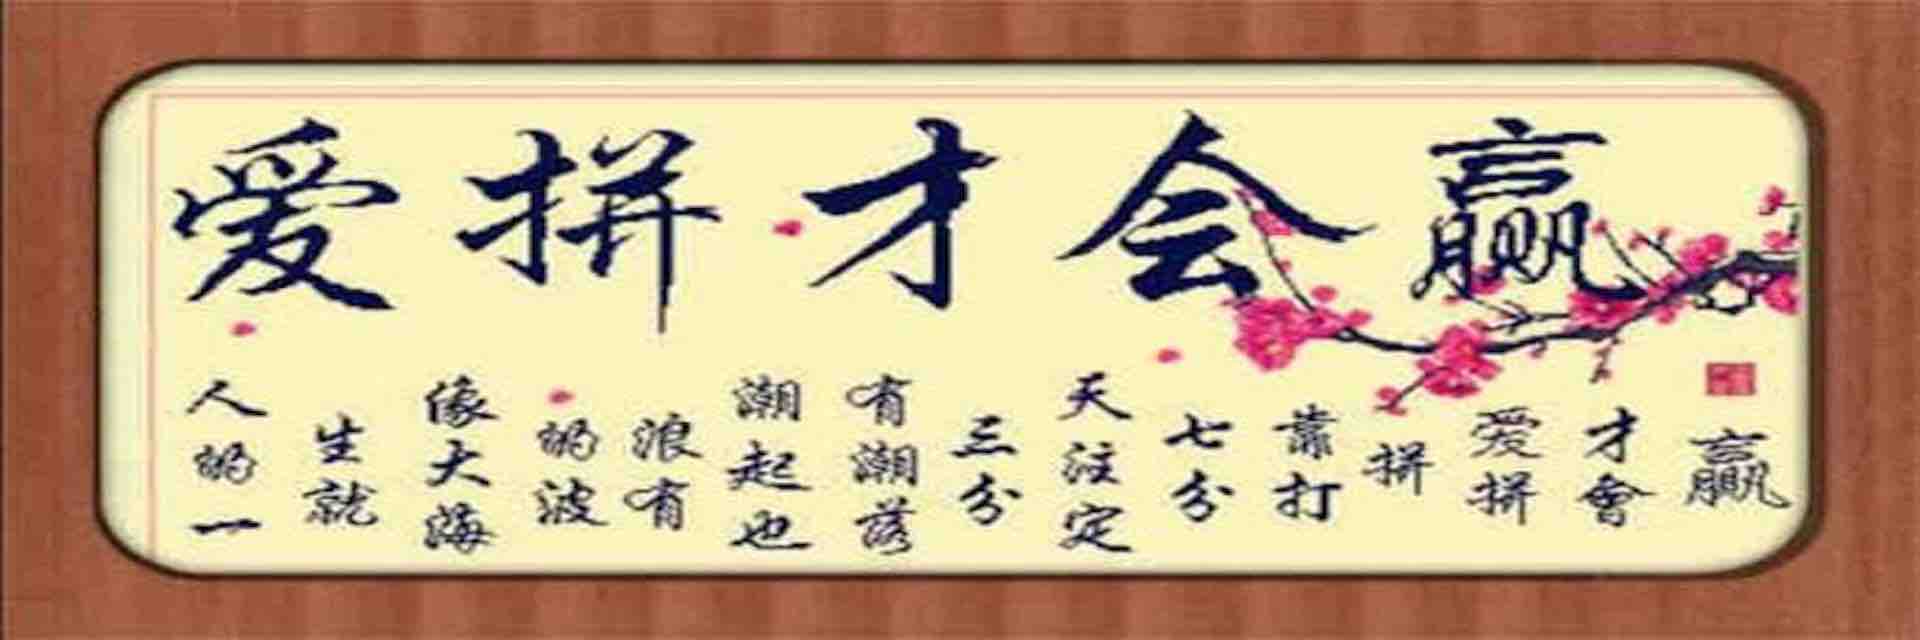 爱拼才会赢
人的一
生就
像大海
的波
浪有
潮起也
有潮落
三分
天注定
七分
靠打
拼
爱拼
才會
赢